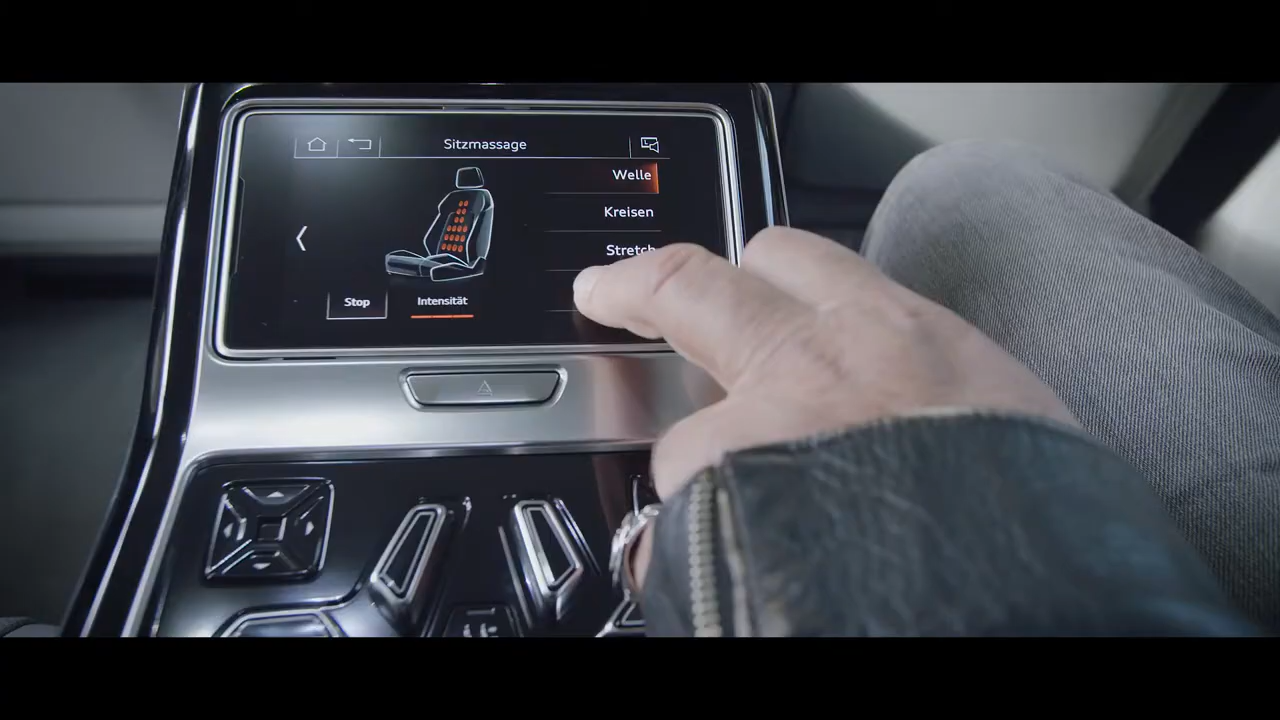 Sitzmassage
Welle
Kreisen
Stretch
Stop
Intensität